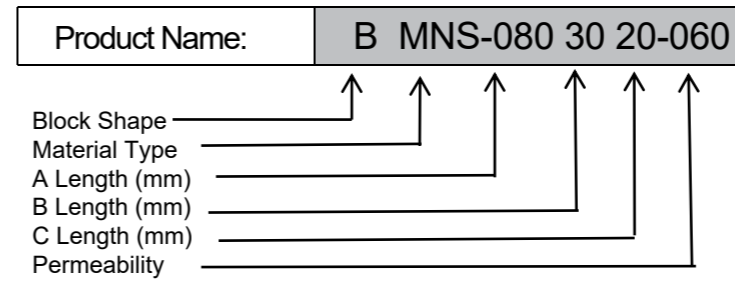 Product Name: B MNS-080 30 20-060
Block Shape
Material Type
A Length (mm)
B Length (mm)
C Length (mm)
Permeability